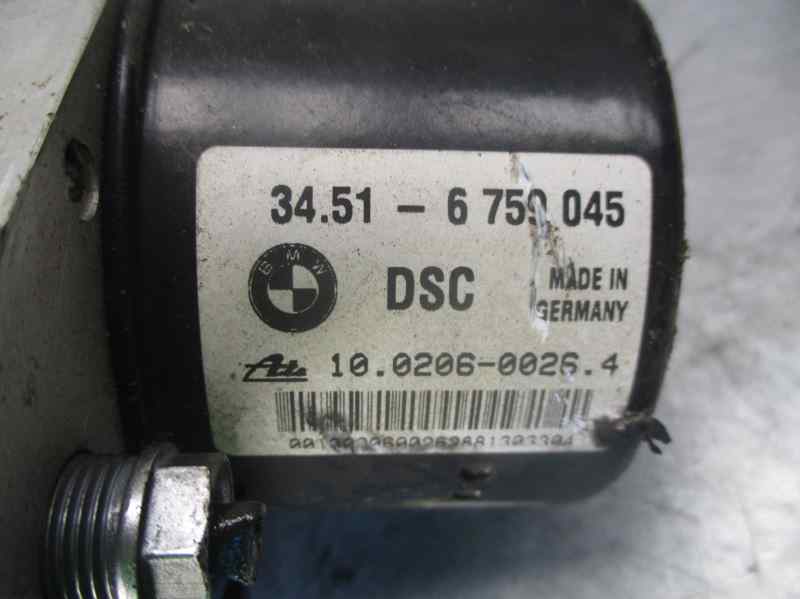 34.51 - 6 759 045
BMW
DSC
MADE IN
GERMANY
Ate 10.0206-0026.4